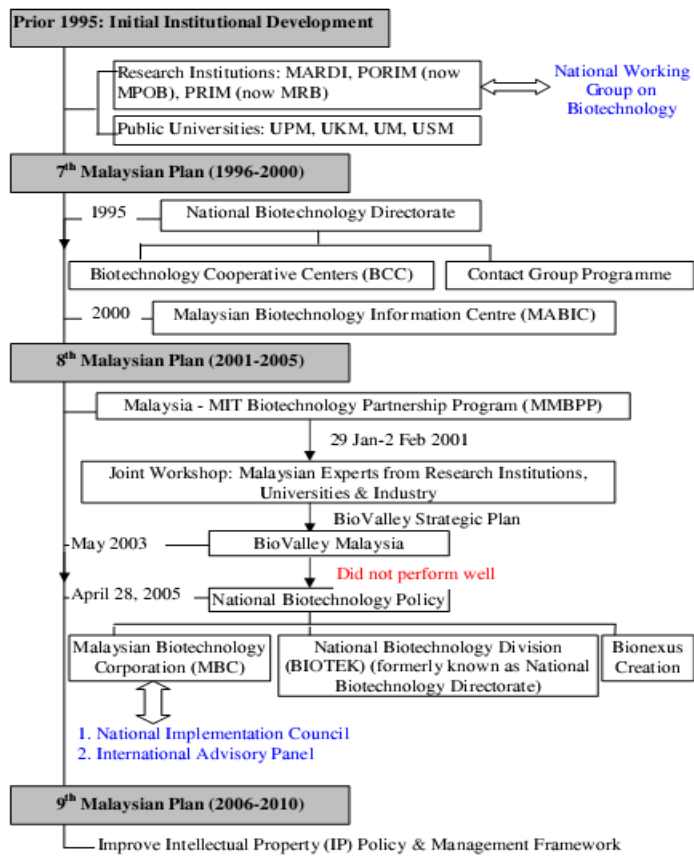 Prior 1995: Initial Institutional Development
Research Institutions: MARDI, PORIM (now
MPOB), PRIM (now MRB)
National Working
Group on
Biotechnology
Public Universities: UPM, UKM, UM, USM
7th Malaysian Plan (1996-2000)
1995
National Biotechnology Directorate
Biotechnology Cooperative Centers (BCC)
Contact Group Programme
2000
Malaysian Biotechnology Information Centre (MABIC)
8th Malaysian Plan (2001-2005)
Malaysia - MIT Biotechnology Partnership Program (MMBPP)
29 Jan-2 Feb 2001
Joint Workshop: Malaysian Experts from Research Institutions,
Universities & Industry
BioValley Strategic Plan
May 2003
BioValley Malaysia
Did not perform well
April 28, 2005
National Biotechnology Policy
Malaysian Biotechnology
Corporation (MBC)
National Biotechnology Division
(BIOTEK) (formerly known as National
Biotechnology Directorate)
Bionexus
Creation
1. National Implementation Council
2. International Advisory Panel
9th Malaysian Plan (2006-2010)
Improve Intellectual Property (IP) Policy & Management Framework